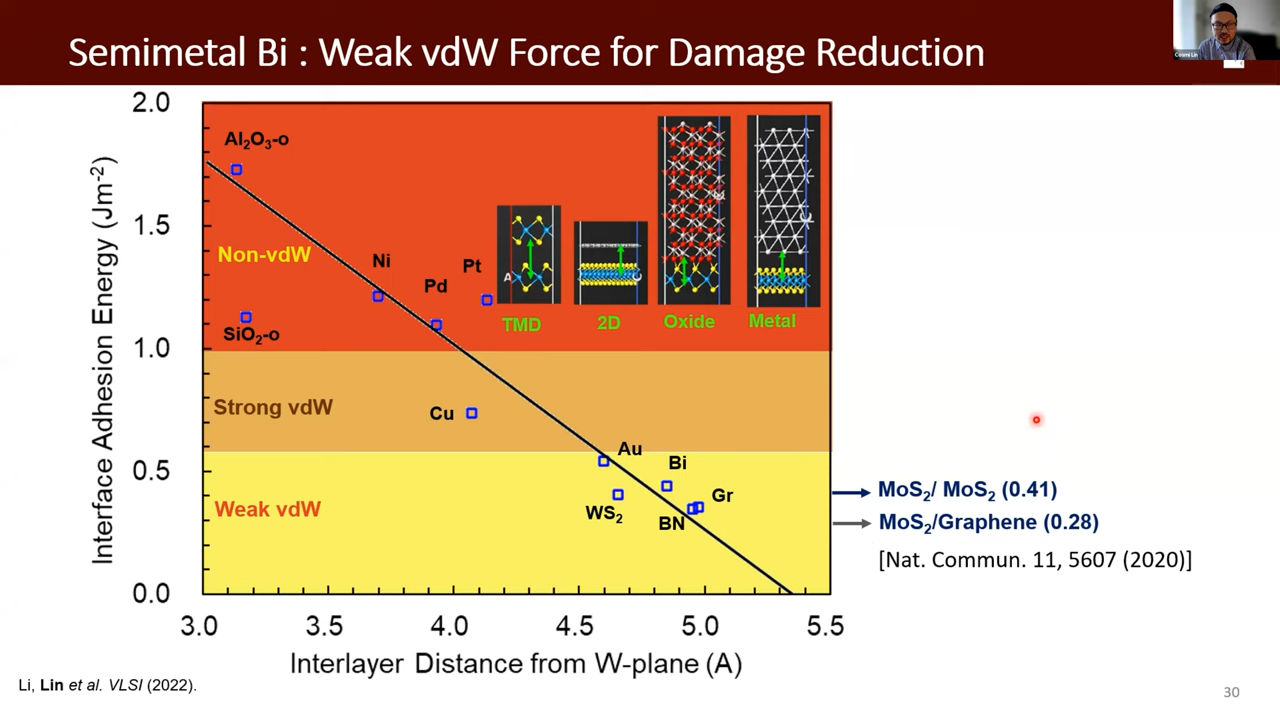 Semimetal Bi : Weak vdW Force for Damage Reduction
Cosmi Lin
Interface Adhesion Energy (Jm-2)
2.0
1.5
1.0
0.5
0.0
Al2O3-o
Non-vdW
SiO2-o
Ni
Pd
Pt
TMD
2D
Oxide
Metal
Strong vdW
Cu
Au
Bi
Weak vdW
WS2
BN
Gr
MoS2/ MoS2 (0.41)
MoS2/Graphene (0.28)
[Nat. Commun. 11, 5607 (2020)]
3.0 3.5 4.0 4.5 5.0 5.5
Interlayer Distance from W-plane (A)
Li, Lin et al. VLSI (2022).
30